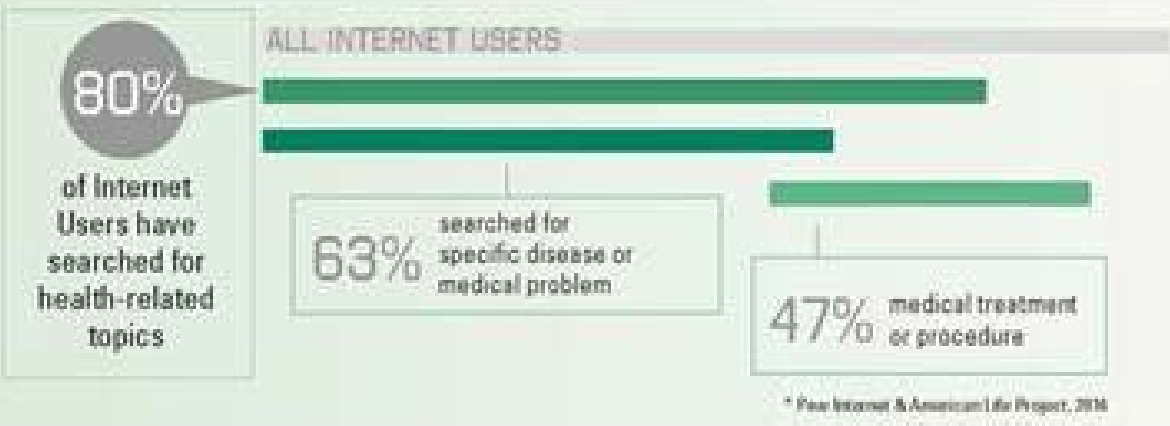 ALL INTERNET USERS
80%
of Internet
Users have
searched for
health-related
topics
63%
searched for
specific disease or
medical problem
47%
medical treatment
or procedure
* Pew Internet & American Life Project,